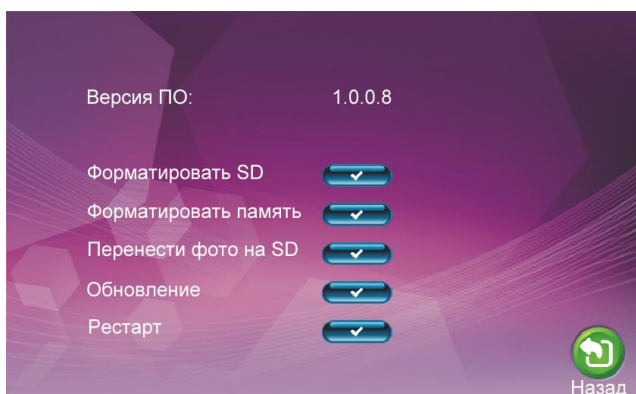 Версия ПО: 1.0.0.8
Форматировать SD
Форматировать память
Перенести фото на SD
Обновление
Рестарт
Назад